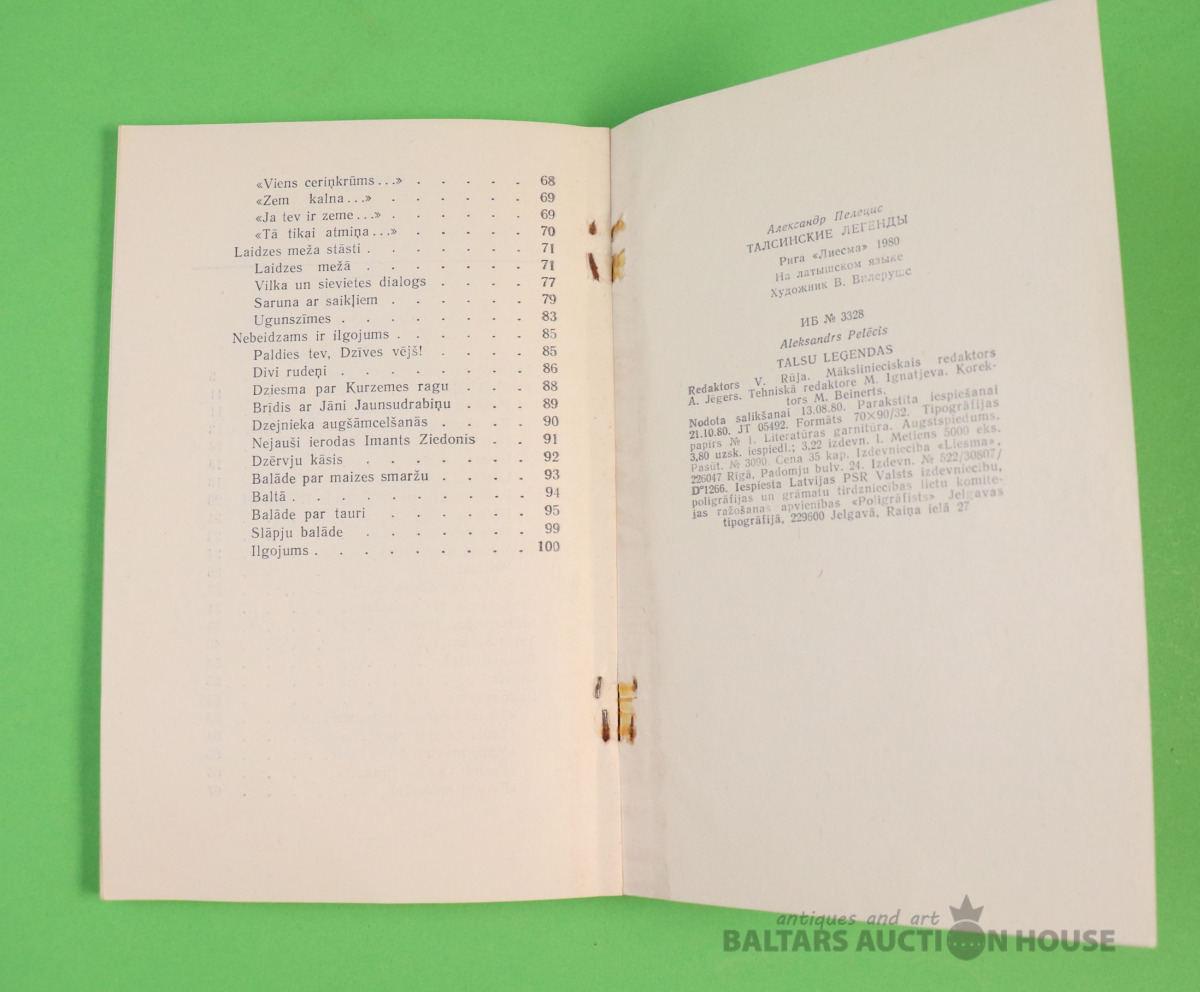 «Viens ceriņkrūms...» . . . . . 68
«Zem kalna...» . . . . . . 69
«Ja tev ir zeme...» . . . . . . 69
«Tā tikai atmiņa...» . . . . . 70
Laidzes meža stāsti . . . . . . . 71
Laidzes mežā . . . . . . . 71
Vilka un sievietes dialogs . . . . 77
Saruna ar saikļiem . . . . . . 79
Ugunszīmes . . . . . . . . 83
Nebeidzams ir ilgojums . . . . . . 85
Paldies tev, Dzīves vējš! . . . . 85
Divi rudeņi . . . . . . . . 86
Dziesma par Kurzemes ragu . . . 88
Brīdis ar Jāni Jaunsudrabiņu . . . 89
Dzejnieka augšāmcelšanās . . . . 90
Nejauši ierodas Imants Ziedonis . . 91
Dzērvju kāsis . . . . . . . 92
Balāde par maizes smaržu . . . . 93
Baltā . . . . . . . . . . 94
Balāde par tauri . . . . . . 95
Slāpju balāde . . . . . . . 99
Ilgojums . . . . . . . . . 100
Александр Пелецис
ТАЛСИНСКИЕ ЛЕГЕНДЫ
Рига «Лиесма» 1980
На латышском языке
Художник В. Вилерушс
ИБ № 3328
Aleksandrs Pelēcis
TALSU LEĢENDAS
Redaktors V. Rūja. Mākslinieciskais redaktors
A. Jēgers. Tehniskā redaktore M. Ignatjeva. Korek-
tors M. Beinerts.
Nodota salikšanai 13.08.80. Parakstīta iespiešanai
21.10.80. JT 05492. Formāts 70×90/32. Tipogrāfijas
papīrs № 1. Literatūras garnitūra. Augstspiedums.
3,80 uzsk. iespiedl.; 3,22 izdevn. l. Metiens 5000 eks.
Pasūt. № 3090. Cena 35 kap. Izdevniecība «Liesma»,
226047 Rīgā, Padomju bulv. 24. Izdevn. № 522/30807/
D°1266. Iespiesta Latvijas PSR Valsts izdevniecību,
poligrāfijas un grāmatu tirdzniecības lietu komite-
jas ražošanas apvienības «Poligrāfists» Jelgavas
tipogrāfijā, 229600 Jelgavā, Raiņa ielā 27
antiques and art
BALTARS AUCTION HOUSE